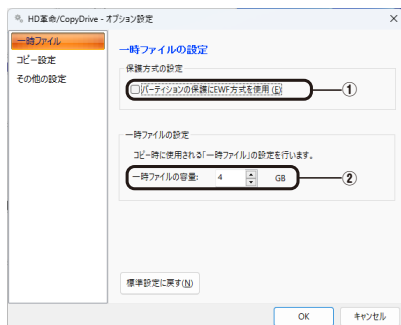 HD革命/CopyDrive - オプション設定
一時ファイル
コピー設定
その他の設定
一時ファイルの設定
保護方式の設定
パーティションの保護にEWF方式を使用(E)
①
一時ファイルの設定
コピー時に使用される「一時ファイル」の設定を行います。
一時ファイルの容量: 4 GB
②
標準設定に戻す(N)
OK キャンセル